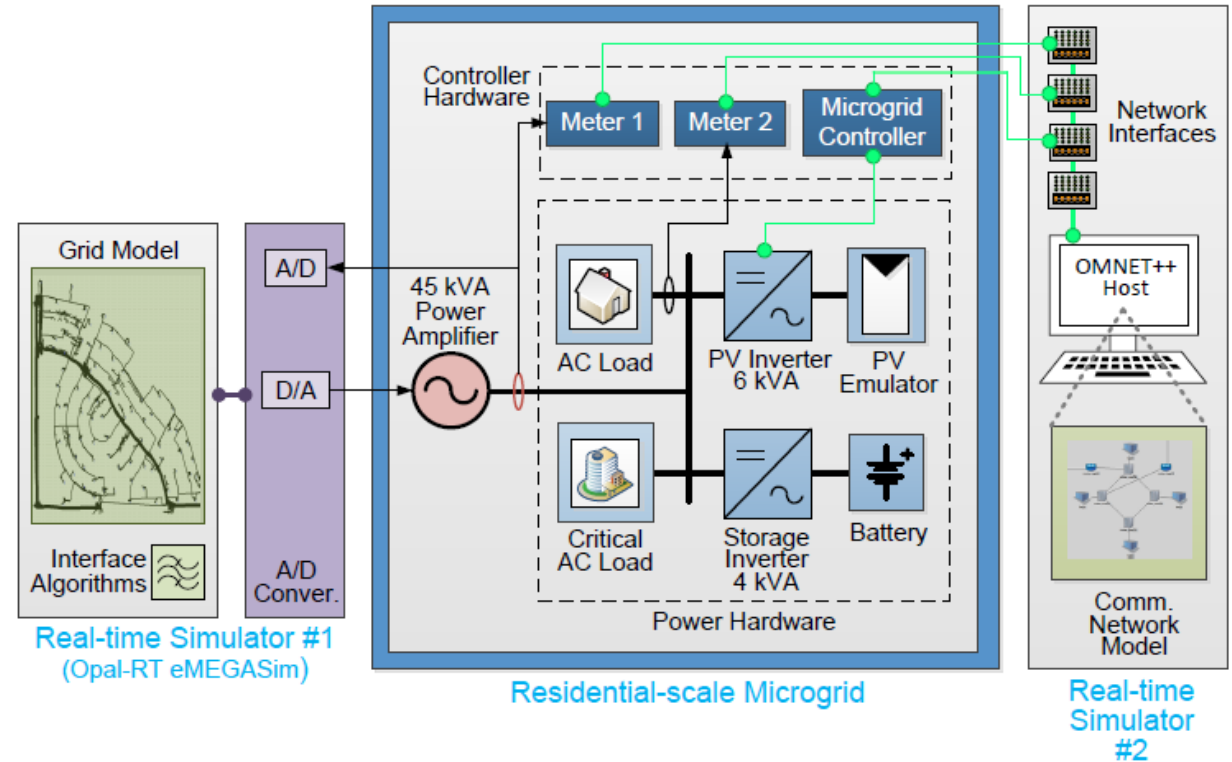 Grid Model
Interface
Algorithms
A/D
D/A
A/D
Conver.
Real-time Simulator #1
(Opal-RT eMEGASim)
Controller
Hardware
Meter 1
Meter 2
Microgrid
Controller
45 kVA
Power
Amplifier
AC Load
PV Inverter
6 kVA
PV
Emulator
Critical
AC Load
Storage
Inverter
4 kVA
Battery
Power Hardware
Residential-scale Microgrid
Network
Interfaces
OMNET++
Host
Comm.
Network
Model
Real-time
Simulator
#2